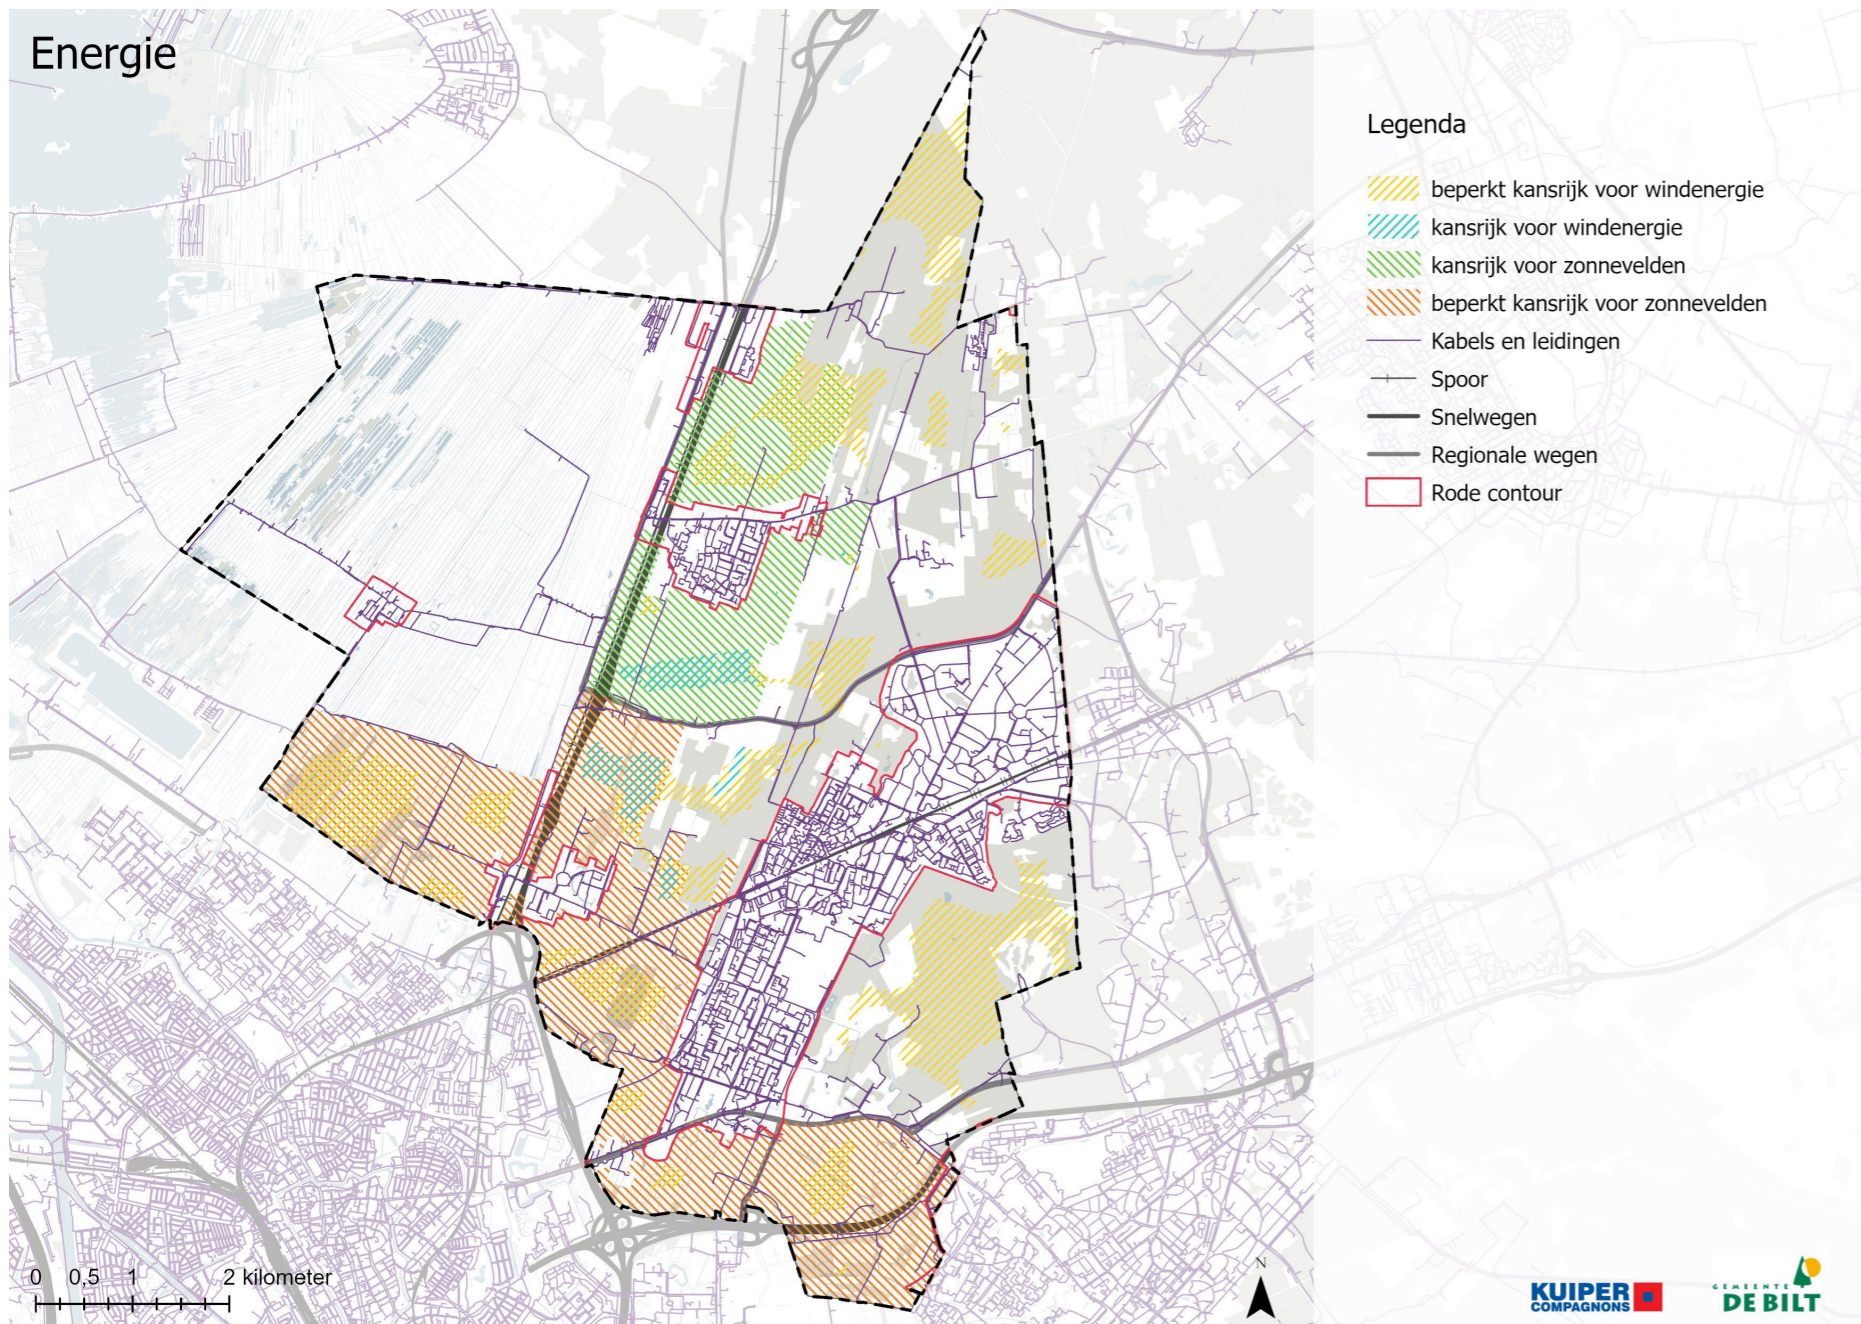 Energie
Legenda
beperkt kansrijk voor windenergie
kansrijk voor windenergie
kansrijk voor zonnevelden
beperkt kansrijk voor zonnevelden
Kabels en leidingen
Spoor
Snelwegen
Regionale wegen
Rode contour
0 0,5 1 2 kilometer
N
KUIPER
COMPAGNONS
GEMEENTE
DE BILT